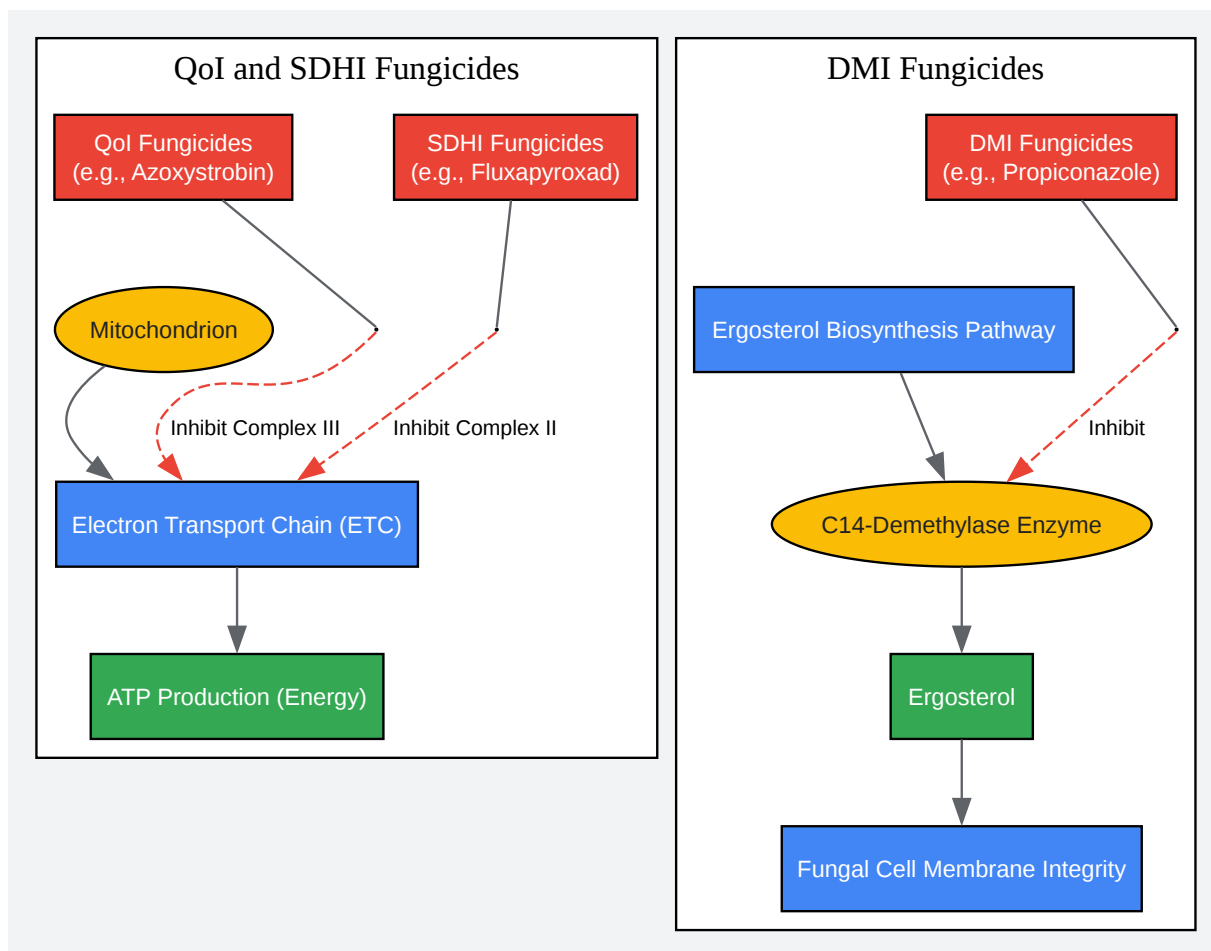 QoI and SDHI Fungicides
QoI Fungicides
(e.g., Azoxystrobin)
SDHI Fungicides
(e.g., Fluxapyroxad)
Mitochondrion
Inhibit Complex III
Inhibit Complex II
Electron Transport Chain (ETC)
ATP Production (Energy)
DMI Fungicides
DMI Fungicides
(e.g., Propiconazole)
Ergosterol Biosynthesis Pathway
Inhibit
C14-Demethylase Enzyme
Ergosterol
Fungal Cell Membrane Integrity